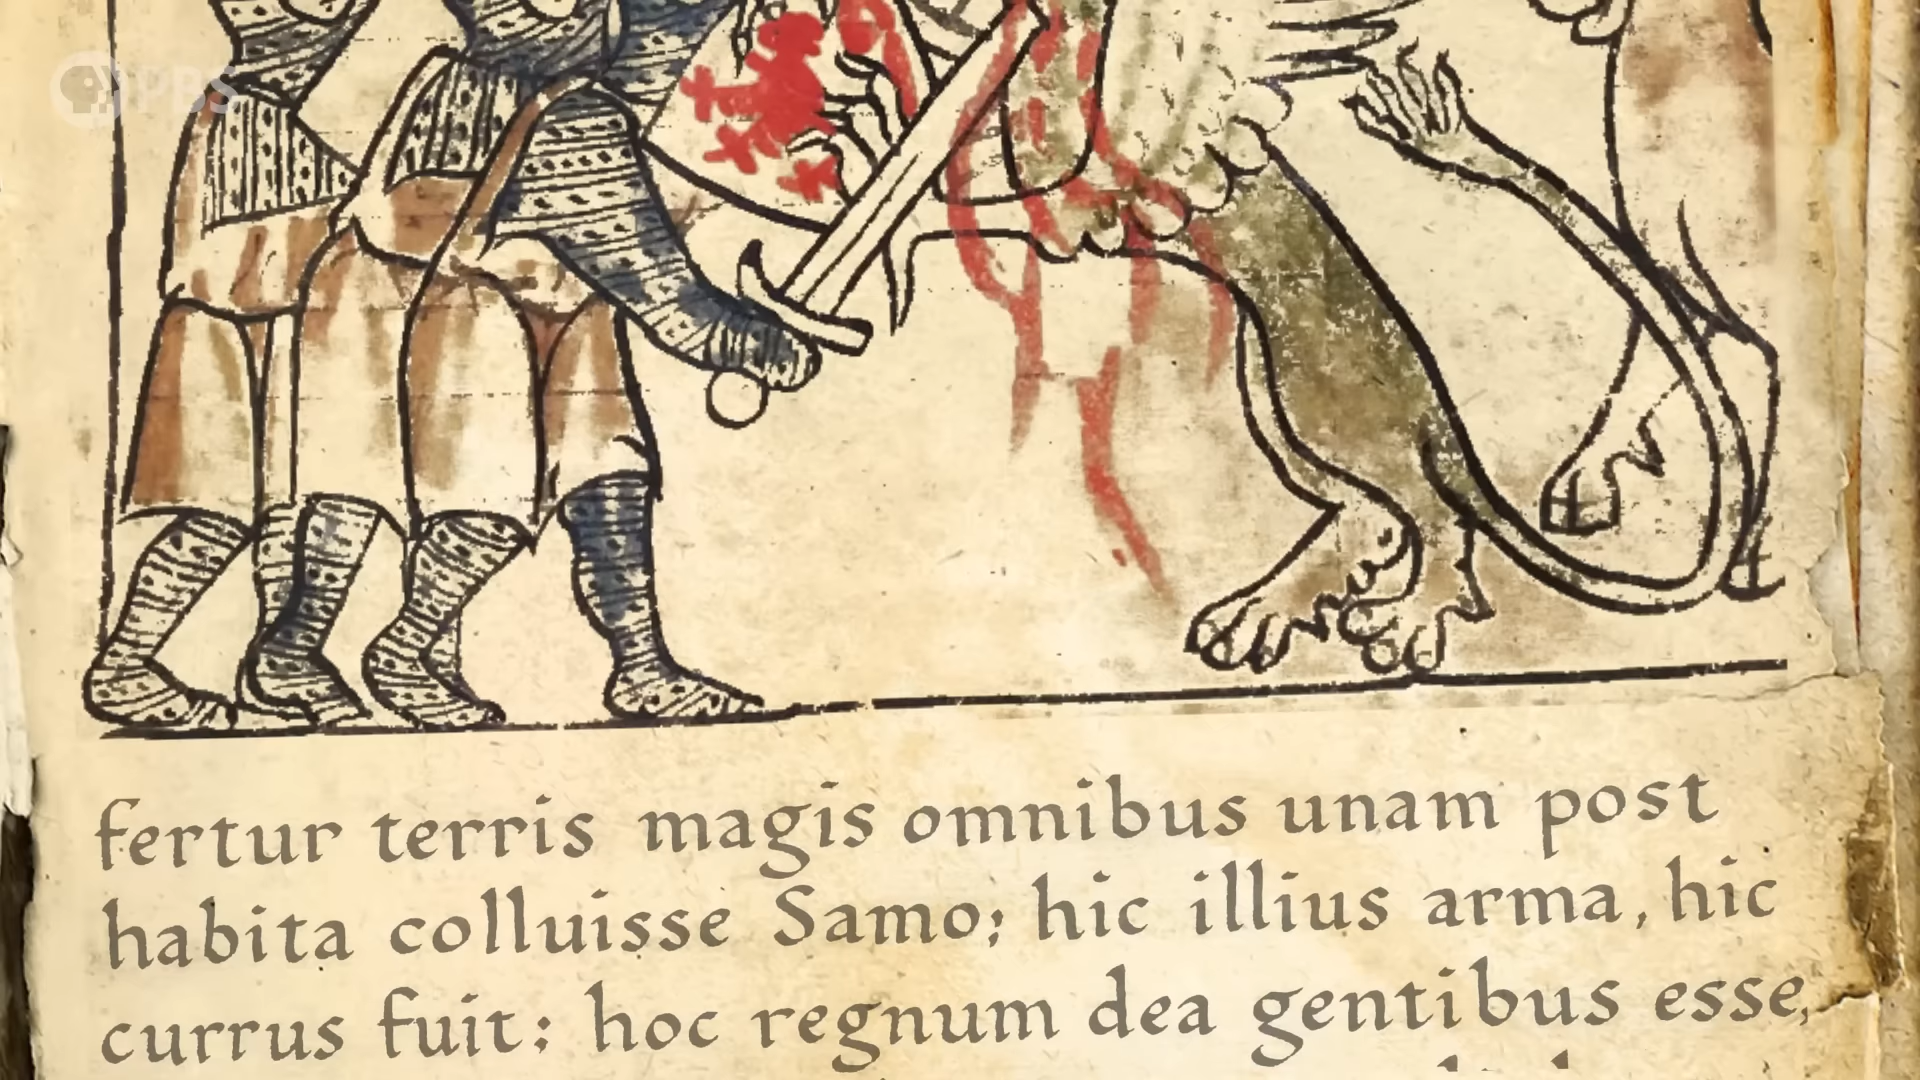 PBS
fertur terris magis omnibus unam post
habita colluisse Samo; hic illius arma, hic
currus fuit: hoc regnum dea gentibus esse,